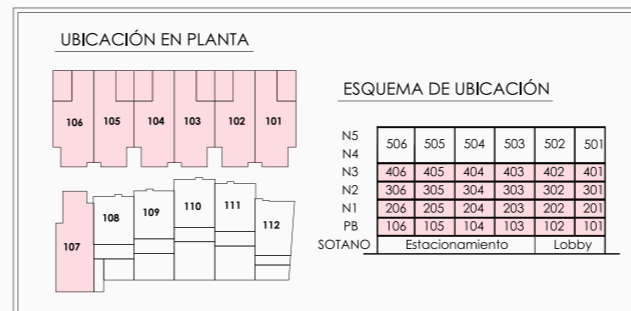 UBICACIÓN EN PLANTA
106 105 104 103 102 101
107 108 109 110 111 112
ESQUEMA DE UBICACIÓN
N5
506 505 504 503 502 501
N4
N3 406 405 404 403 402 401
N2 306 305 304 303 302 301
N1 206 205 204 203 202 201
PB 106 105 104 103 102 101
SOTANO Estacionamiento Lobby